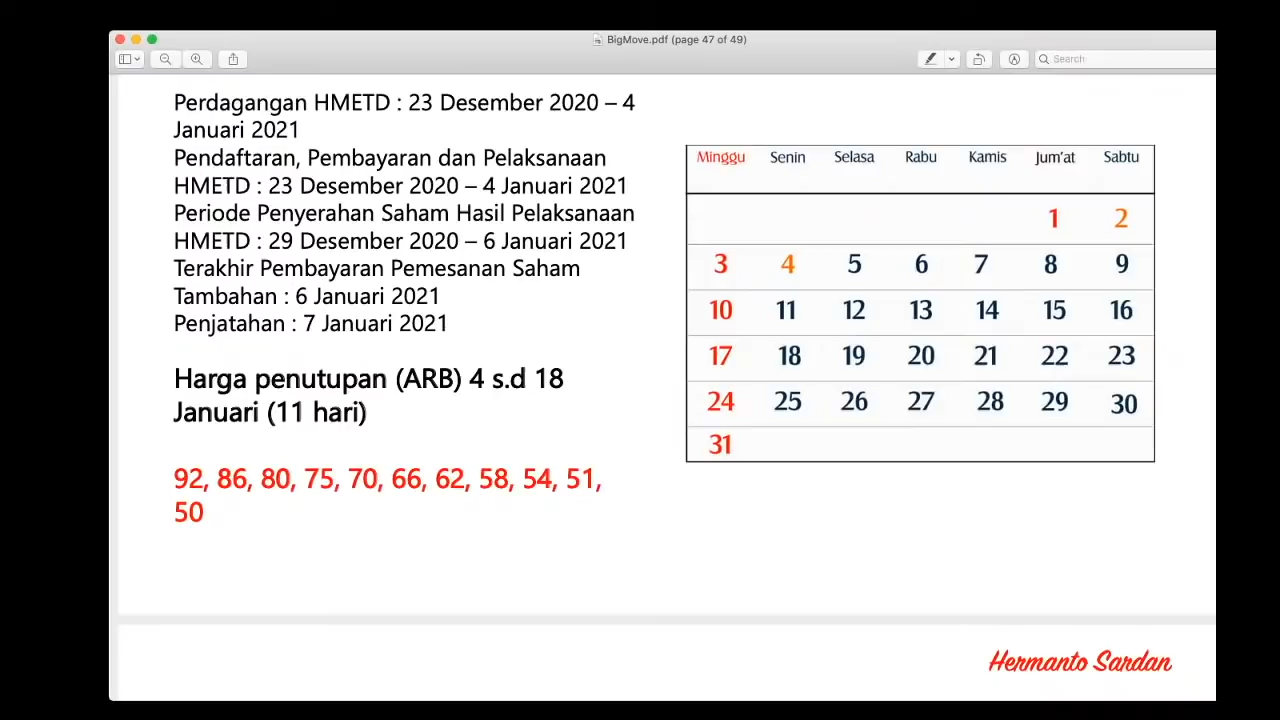 BigMove.pdf (page 47 of 49)
Search
Perdagangan HMETD : 23 Desember 2020 – 4
Januari 2021
Pendaftaran, Pembayaran dan Pelaksanaan
HMETD : 23 Desember 2020 – 4 Januari 2021
Periode Penyerahan Saham Hasil Pelaksanaan
HMETD : 29 Desember 2020 – 6 Januari 2021
Terakhir Pembayaran Pemesanan Saham
Tambahan : 6 Januari 2021
Penjatahan : 7 Januari 2021
Harga penutupan (ARB) 4 s.d 18
Januari (11 hari)
92, 86, 80, 75, 70, 66, 62, 58, 54, 51,
50
Minggu Senin Selasa Rabu Kamis Jum'at Sabtu
1 2
3 4 5 6 7 8 9
10 11 12 13 14 15 16
17 18 19 20 21 22 23
24 25 26 27 28 29 30
31
Hermanto Sardan